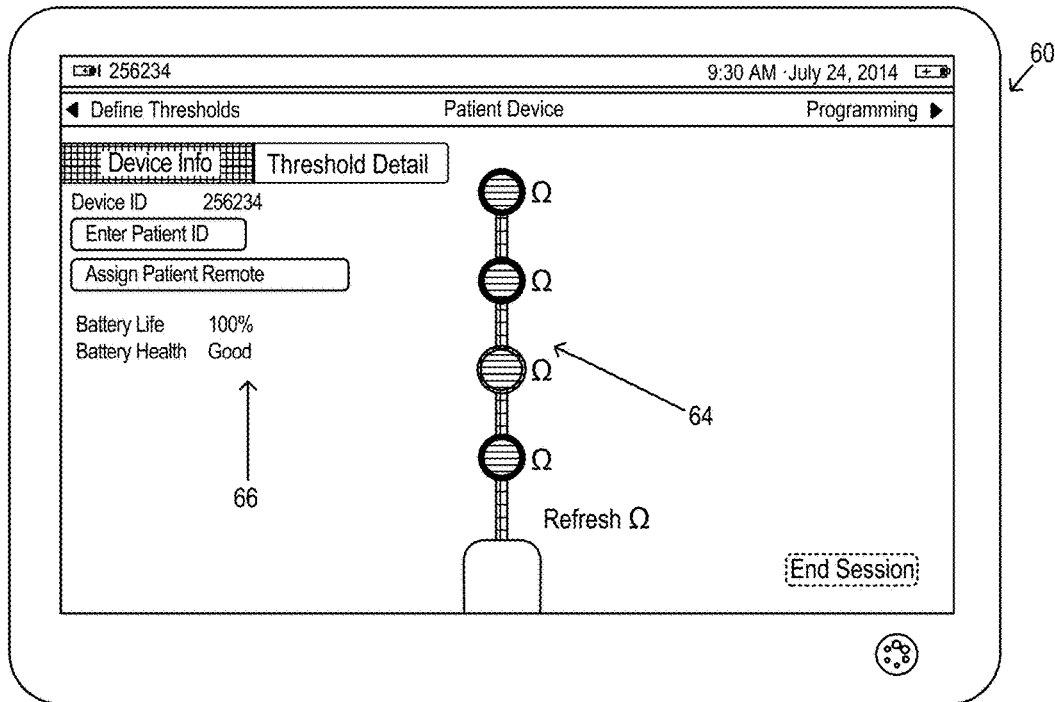 256234 9:30 AM ·July 24, 2014
60
Define Thresholds Patient Device Programming
Device Info Threshold Detail
Ω
Device ID 256234
Enter Patient ID
Assign Patient Remote
Ω
Battery Life 100%
Battery Health Good
Ω
64
Ω
66
Refresh Ω
End Session